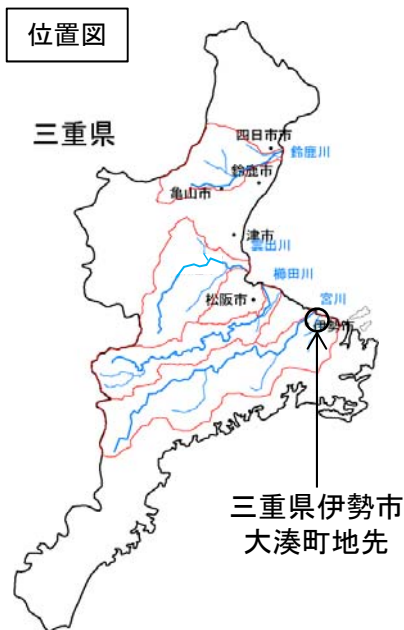 位置図
三重県
四日市市
鈴鹿川
鈴鹿市
亀山市
津市
雲出川
櫛田川
松阪市
宮川
伊勢市
三重県伊勢市
大湊町地先